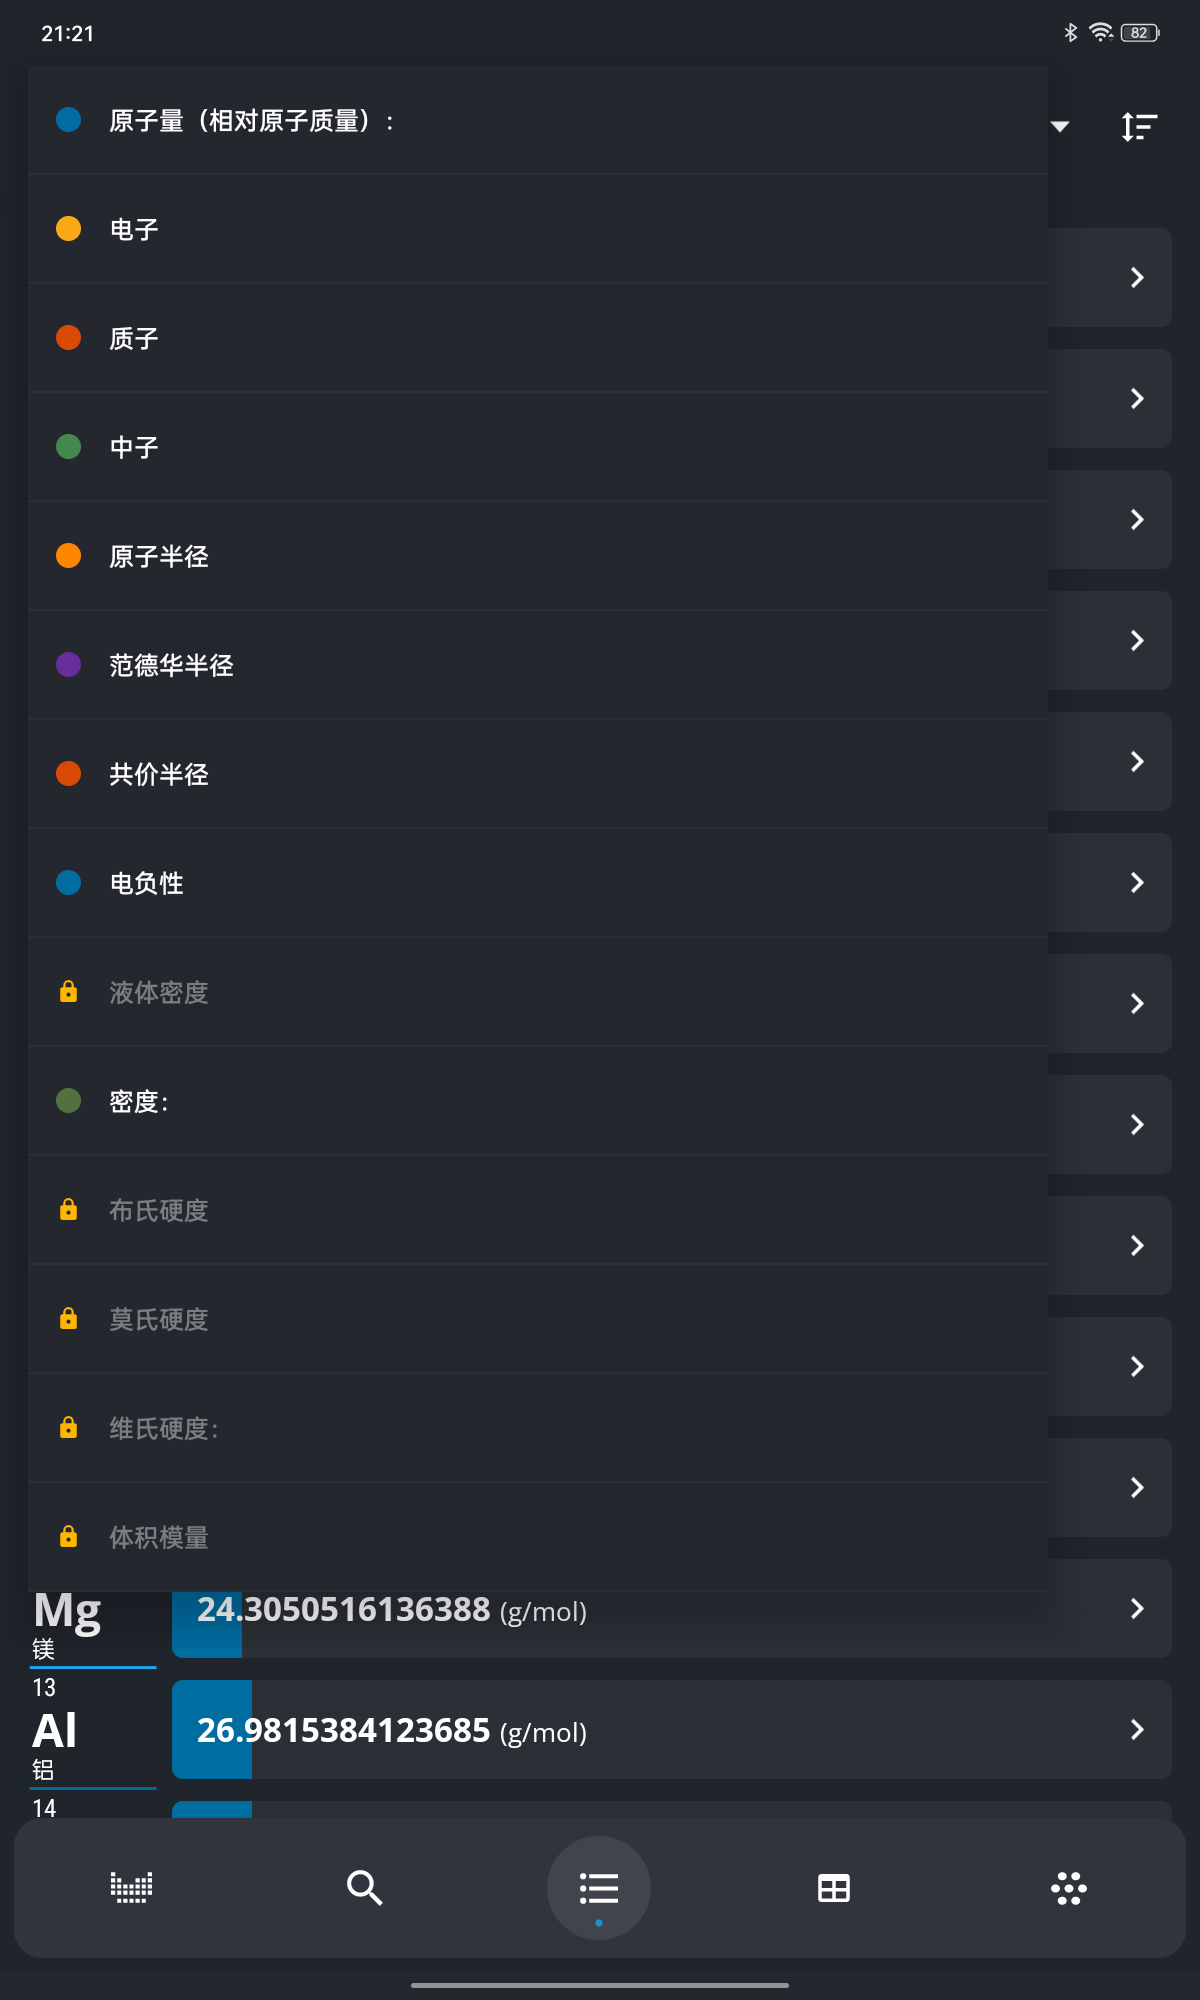 21:21
82
原子量（相对原子质量）:
电子
质子
中子
原子半径
范德华半径
共价半径
电负性
液体密度
密度:
布氏硬度
莫氏硬度
维氏硬度:
体积模量
Mg
24.3050516136388 (g/mol)
镁
13
Al
26.9815384123685 (g/mol)
铝
14